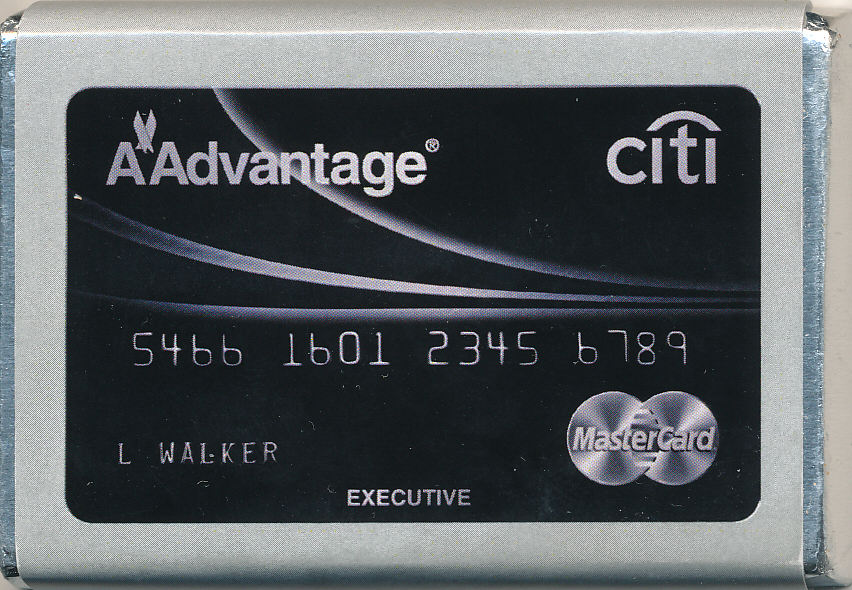 AAdvantage® citi
5466 1601 2345 6789
L WALKER MasterCard
EXECUTIVE